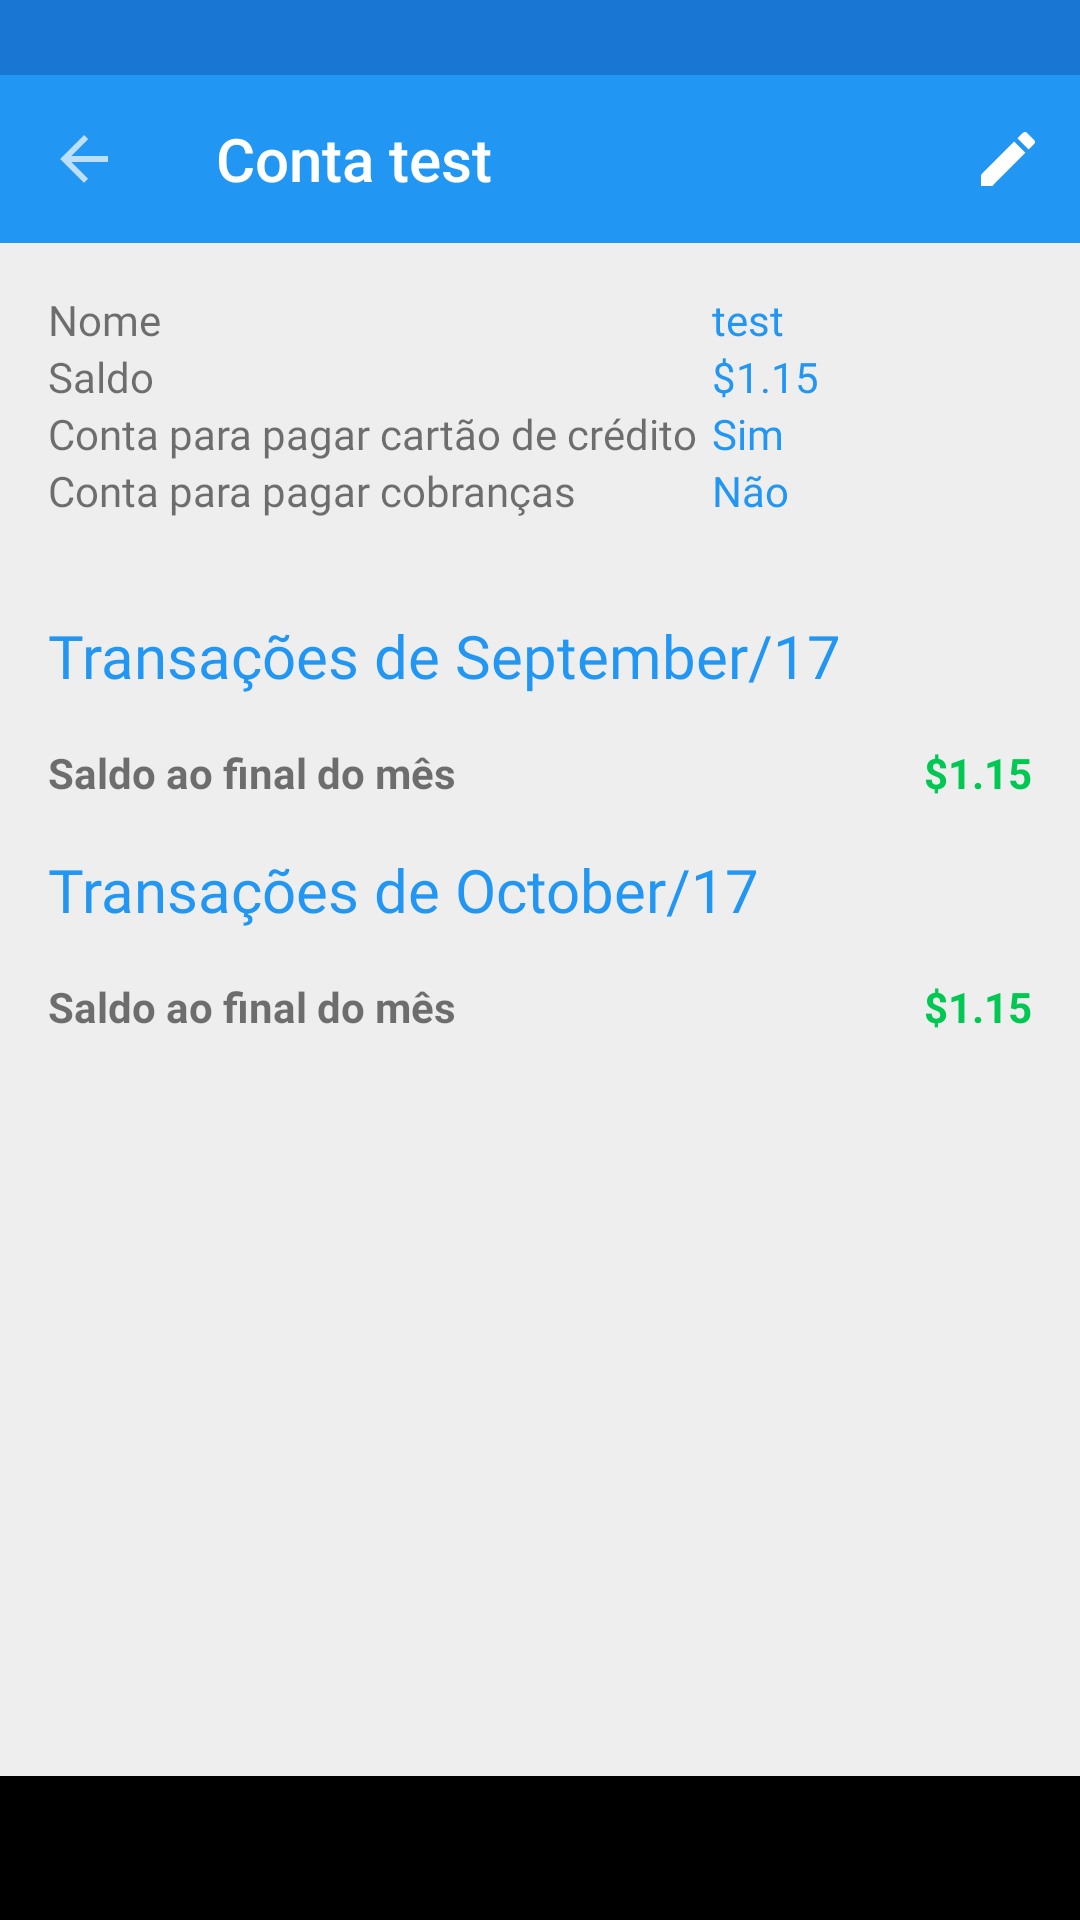 Conta test
Nome test
Saldo $1.15
Conta para pagar cartão de crédito Sim
Conta para pagar cobranças Não
Transações de September/17
Saldo ao final do mês $1.15
Transações de October/17
Saldo ao final do mês $1.15